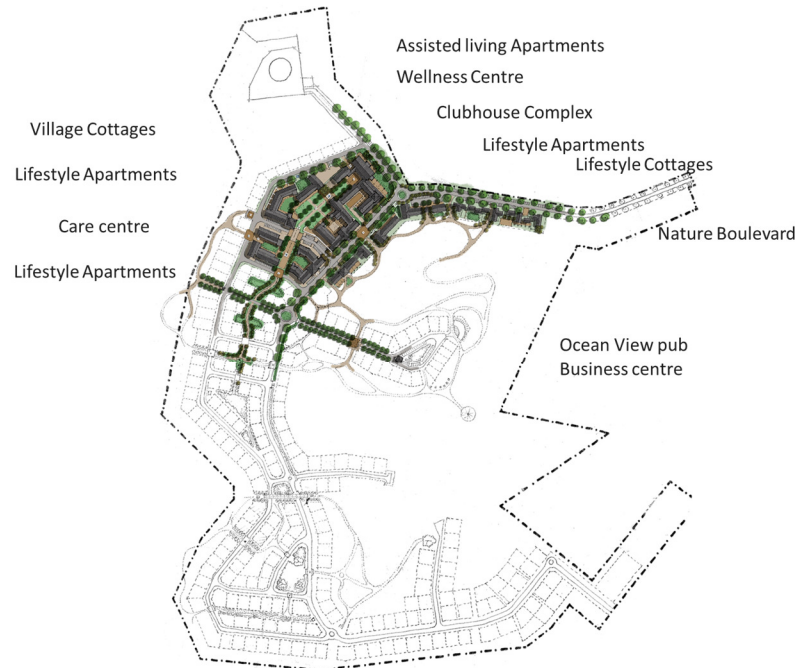 Assisted living Apartments
Wellness Centre
Clubhouse Complex
Village Cottages
Lifestyle Apartments
Lifestyle Cottages
Lifestyle Apartments
Care centre
Nature Boulevard
Lifestyle Apartments
Ocean View pub
Business centre